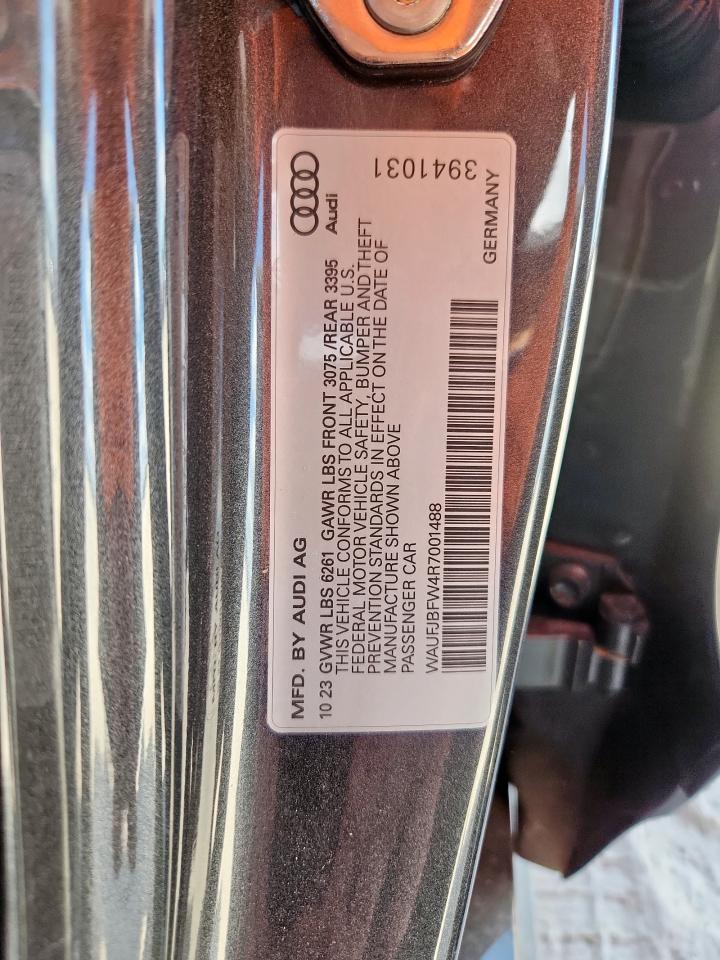 MFD. BY AUDI AG
Audi
10 23 GVWR LBS 6261 GAWR LBS FRONT 3075 /REAR 3395
THIS VEHICLE CONFORMS TO ALL APPLICABLE U.S.
FEDERAL MOTOR VEHICLE SAFETY, BUMPER AND THEFT
PREVENTION STANDARDS IN EFFECT ON THE DATE OF
MANUFACTURE SHOWN ABOVE
PASSENGER CAR
WAUFJBFW4R7001488
GERMANY
3941031